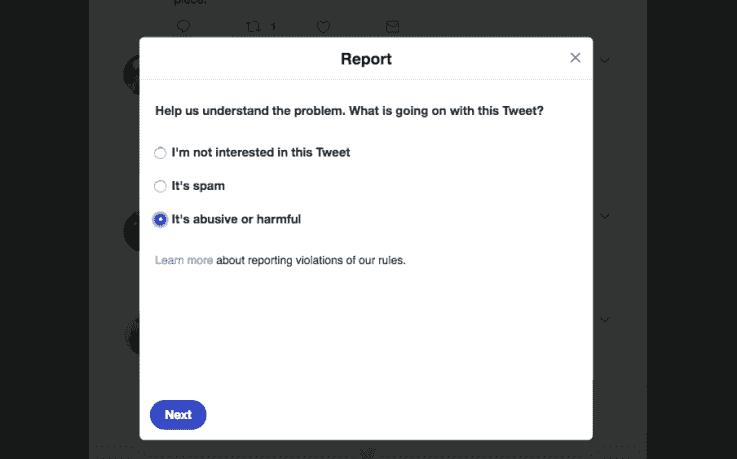 piece.
1
Report
Help us understand the problem. What is going on with this Tweet?
I'm not interested in this Tweet
It's spam
It's abusive or harmful
Learn more about reporting violations of our rules.
Next